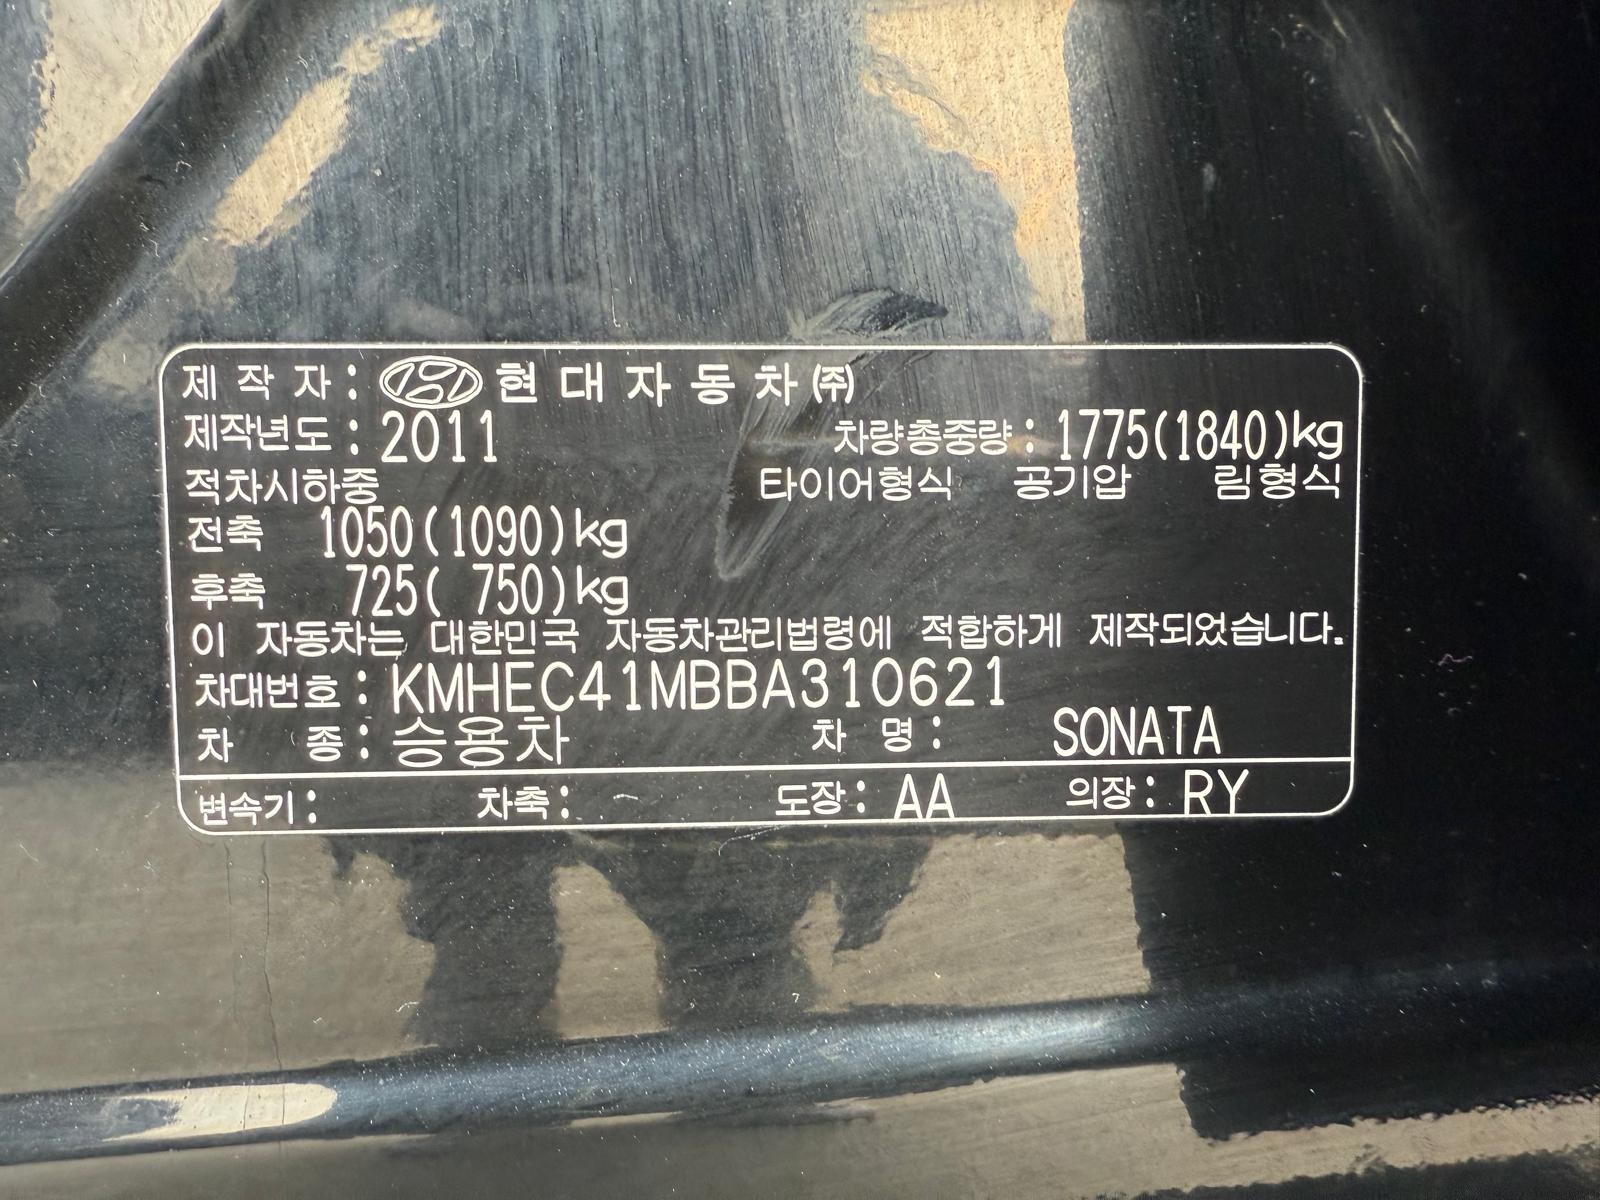 제 작 자 : 현 대 자 동 차 ㈜
제작년도 : 2011 차량총중량 : 1775(1840)kg
적차시하중 타이어형식 공기압 림형식
전축 1050(1090)kg
후축 725( 750)kg
이 자동차는 대한민국 자동차관리법령에 적합하게 제작되었습니다.
차대번호 : KMHEC41MBBA310621
차 종 : 승용차 차 명 : SONATA
변속기 : 차축 : 도장 : AA 의장 : RY